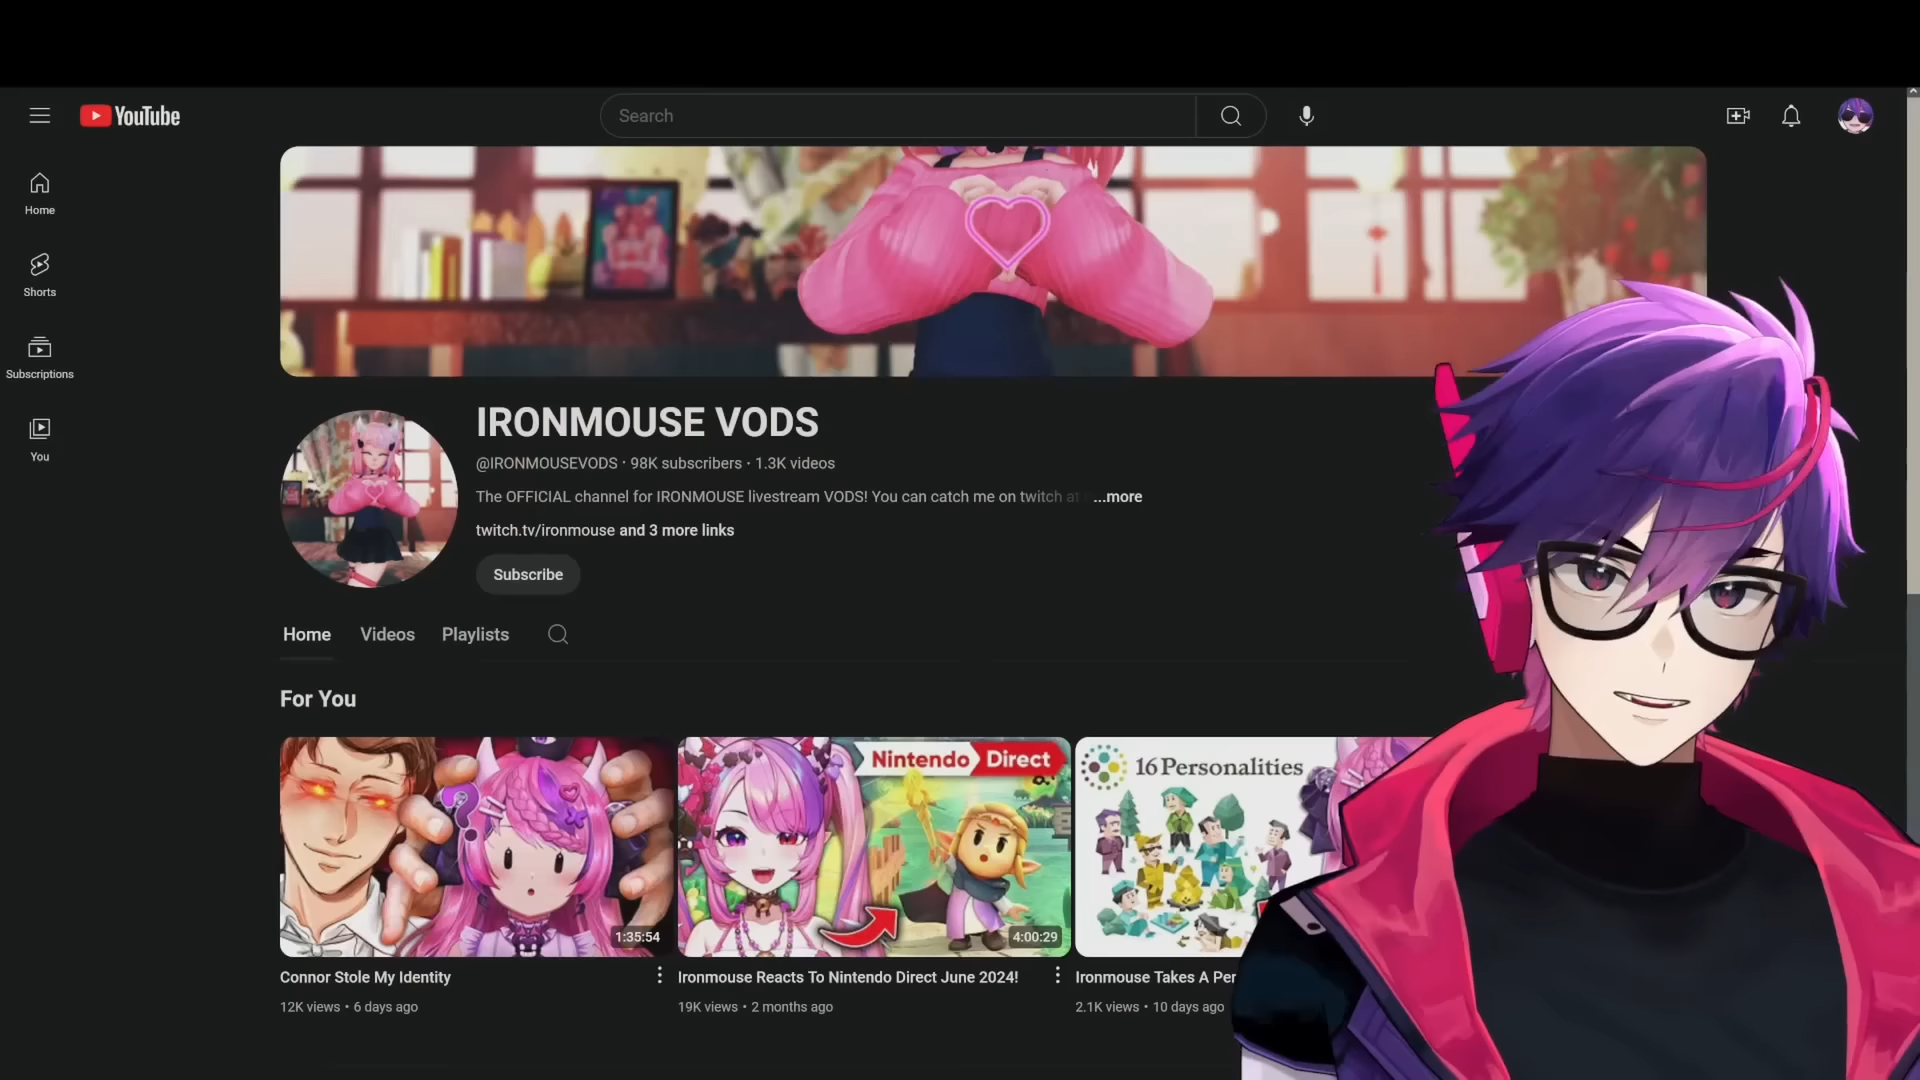 YouTube
Search
Home
Shorts
Subscriptions
You
IRONMOUSE VODS
@IRONMOUSEVODS · 98K subscribers · 1.3K videos
The OFFICIAL channel for IRONMOUSE livestream VODS! You can catch me on twitch at ...more
twitch.tv/ironmouse and 3 more links
Subscribe
Home Videos Playlists
For You
Nintendo Direct
16 Personalities
1:35:54
4:00:29
Connor Stole My Identity
12K views · 6 days ago
Ironmouse Reacts To Nintendo Direct June 2024!
19K views · 2 months ago
Ironmouse Takes A Per
2.1K views · 10 days ago